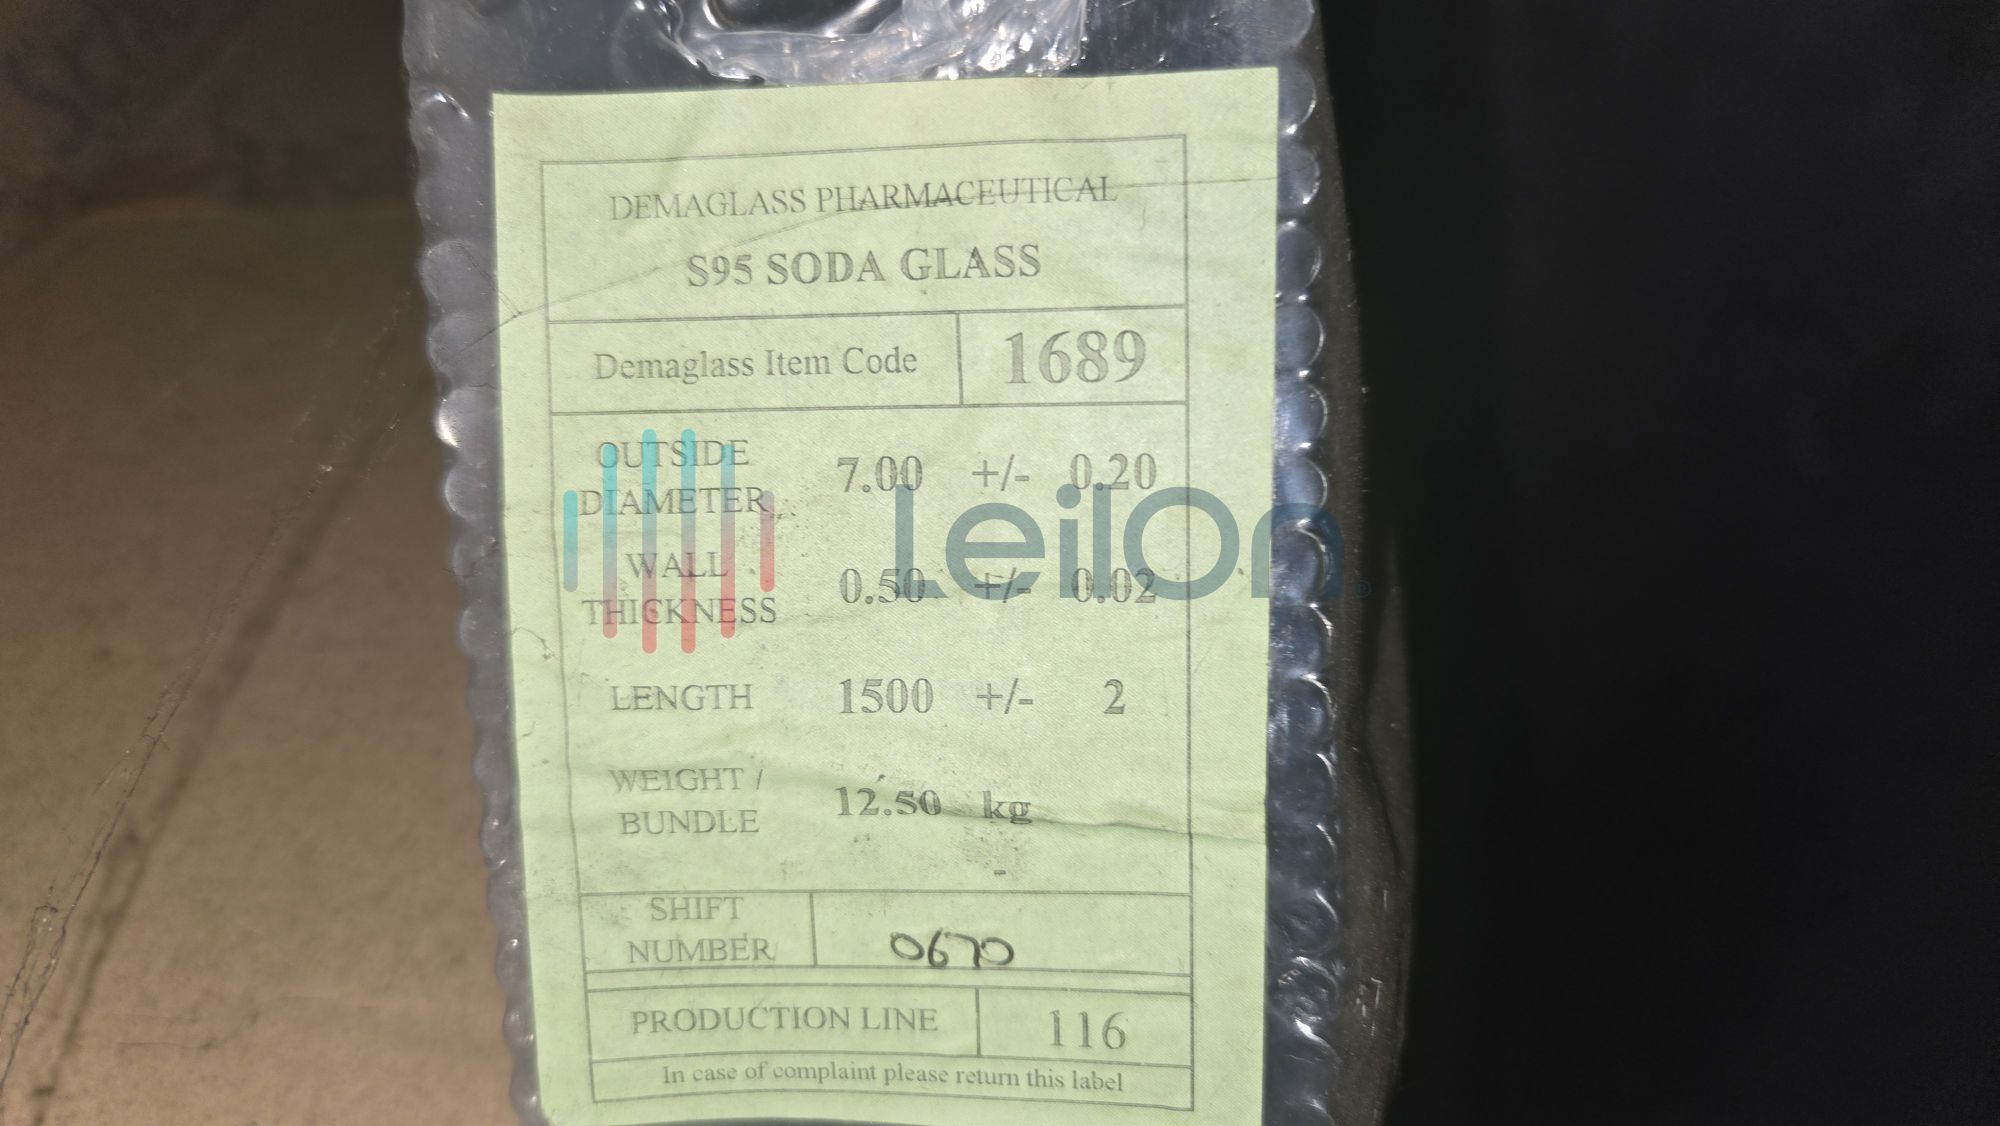 DEMAGLASS PHARMACEUTICAL
S95 SODA GLASS
Demaglass Item Code 1689
OUTSIDE DIAMETER 7.00 +/- 0.20
WALL THICKNESS 0.50 +/- 0.02
LENGTH 1500 +/- 2
WEIGHT / BUNDLE 12.50 kg
-
SHIFT NUMBER 0670
PRODUCTION LINE 116
In case of complaint please return this label
LeilOn®